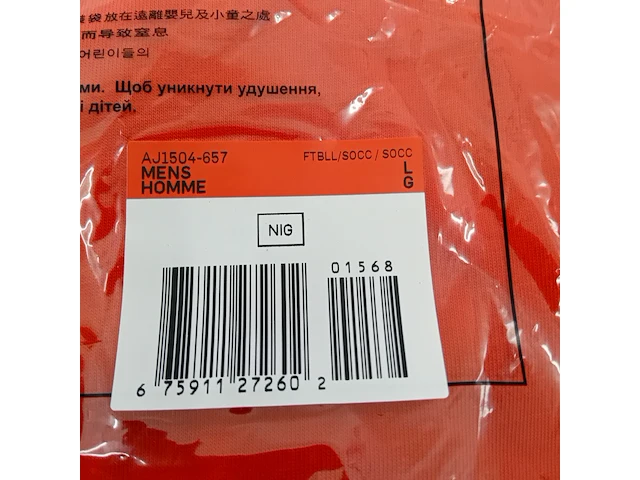 袋放在遠離嬰兒及小童之處。
而导致窒息
어린이들의
ми. Щоб уникнути удушення,
і дітей.
AJ1504-657 FTBLL/SOCC / SOCC
MENS L
HOMME G
NIG
01568
6 75911 27260 2